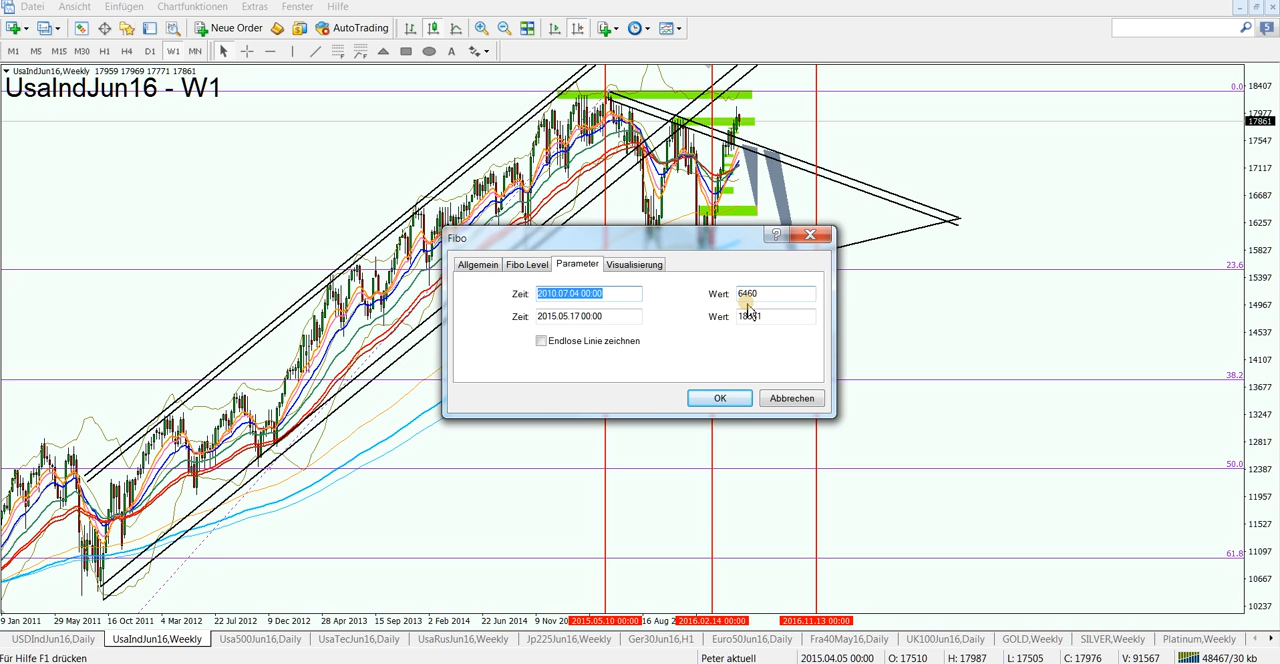 Datei Ansicht Einfügen Chartfunktionen Extras Fenster Hilfe
Neue Order AutoTrading
5
M1 M5 M15 M30 H1 H4 D1 W1 MN A
UsaIndJun16,Weekly 17959 17969 17771 17861
UsaIndJun16 - W1
0.0
18407
17977
17861
17547
17117
16687
16257
15827
23.6
15397
14967
14537
14107
38.2
13677
13247
12817
50.0
12387
11957
11527
11097
61.8
10667
10237
Fibo
Allgemein Fibo Level Parameter Visualisierung
Zeit: 2010.07.04 00:00 Wert: 6460
Zeit: 2015.05.17 00:00 Wert:
Endlose Linie zeichnen
OK Abbrechen
9 Jan 2011 29 May 2011 16 Oct 2011 4 Mar 2012 22 Jul 2012 9 Dec 2012 28 Apr 2013 15 Sep 2013 2 Feb 2014 22 Jun 2014 9 Nov 20 2015.05.10 00:00 16 Aug 2 2016.02.14 00:00 2016.11.13 00:00
USDIndJun16,Daily UsaIndJun16,Weekly Usa500Jun16,Daily UsaTecJun16,Daily UsaRusJun16,Weekly Jp225Jun16,Weekly Ger30Jun16,H1 Euro50Jun16,Daily Fra40May16,Daily UK100Jun16,Daily GOLD,Weekly SILVER,Weekly Platinum,Weekly
Für Hilfe F1 drücken Peter aktuell 2015.04.05 00:00 O: 17510 H: 17987 L: 17505 C: 17976 V: 91567 48467/30 kb